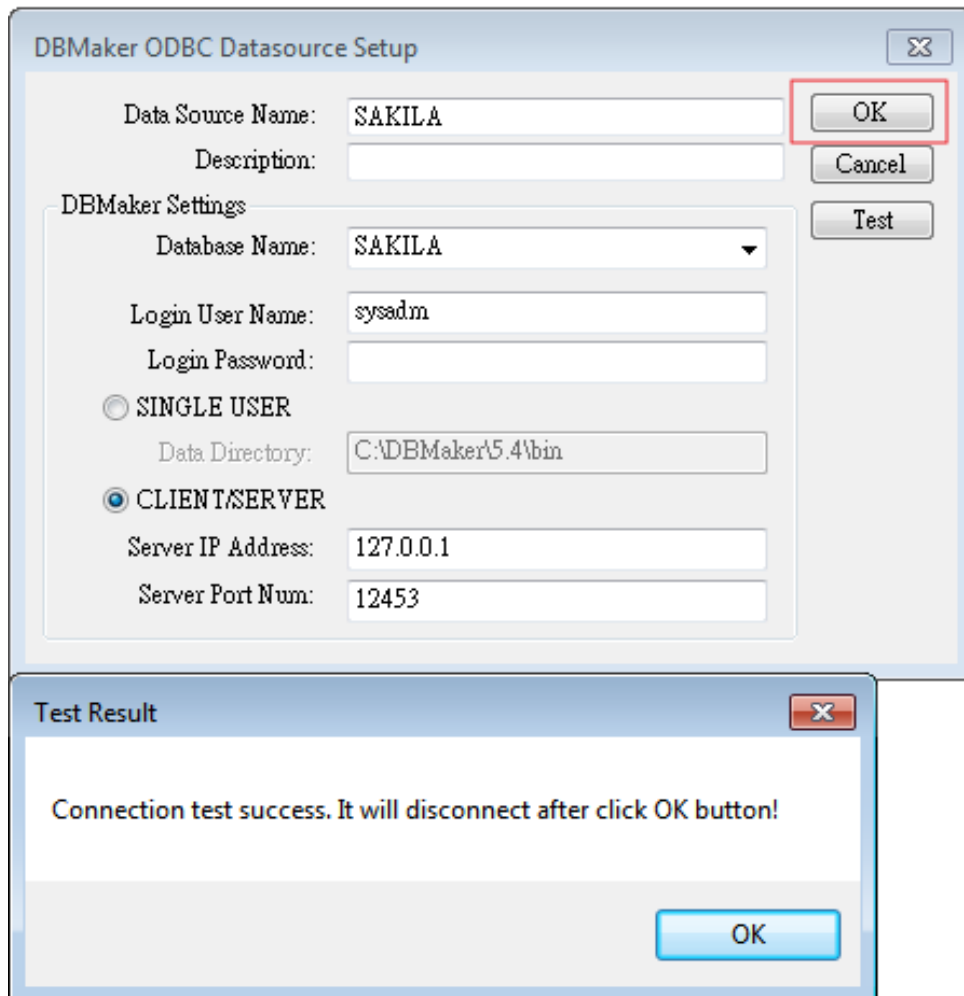 DBMaker ODBC Datasource Setup
Data Source Name: SAKILA OK
Description: Cancel
DBMaker Settings Test
Database Name: SAKILA
Login User Name: sysadm
Login Password:
SINGLE USER
Data Directory: C:\DBMaker\5.4\bin
CLIENT/SERVER
Server IP Address: 127.0.0.1
Server Port Num: 12453
Test Result
Connection test success. It will disconnect after click OK button!
OK